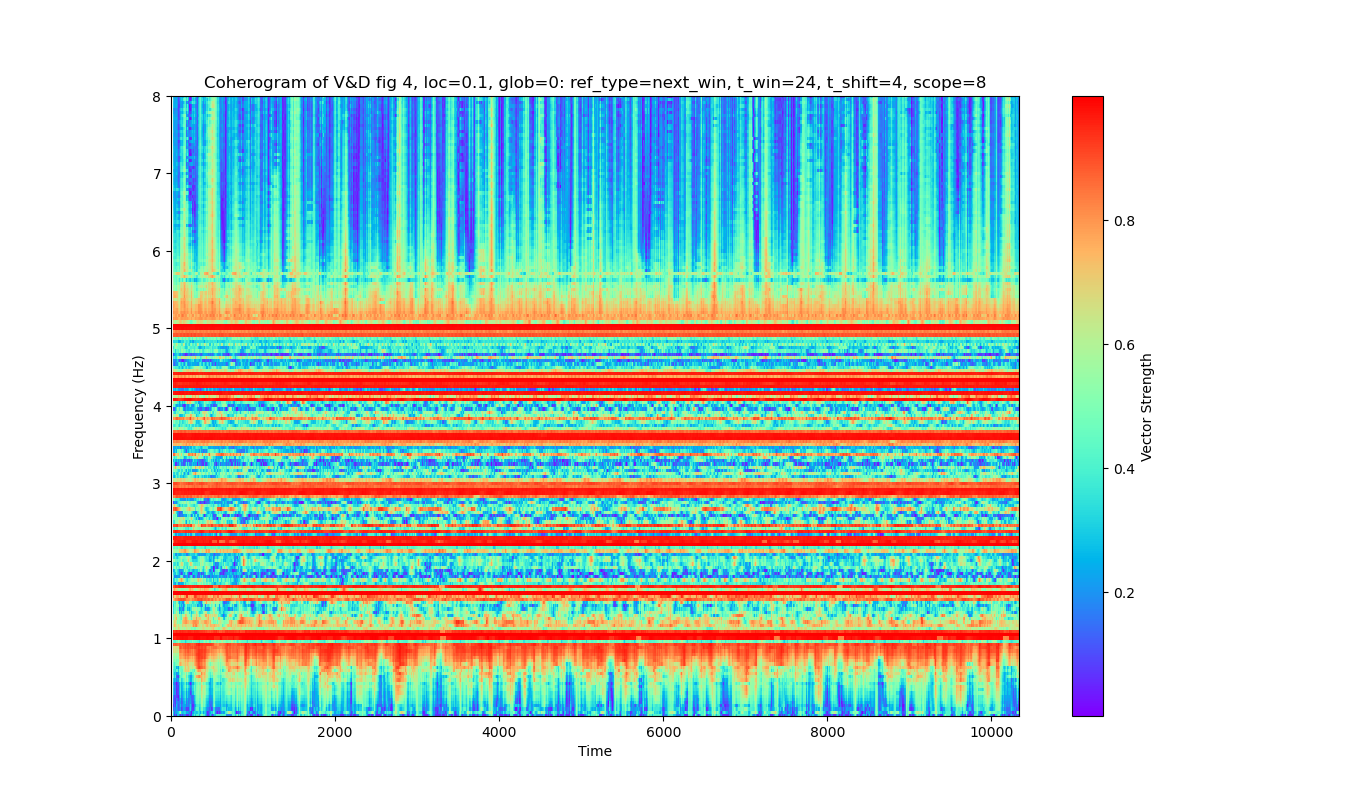 Coherogram of V&D fig 4, loc=0.1, glob=0: ref_type=next_win, t_win=24, t_shift=4, scope=8
8
7
6
5
4
3
2
1
0
Frequency (Hz)
0 2000 4000 6000 8000 10000
Time
0.8
0.6
0.4
0.2
Vector Strength